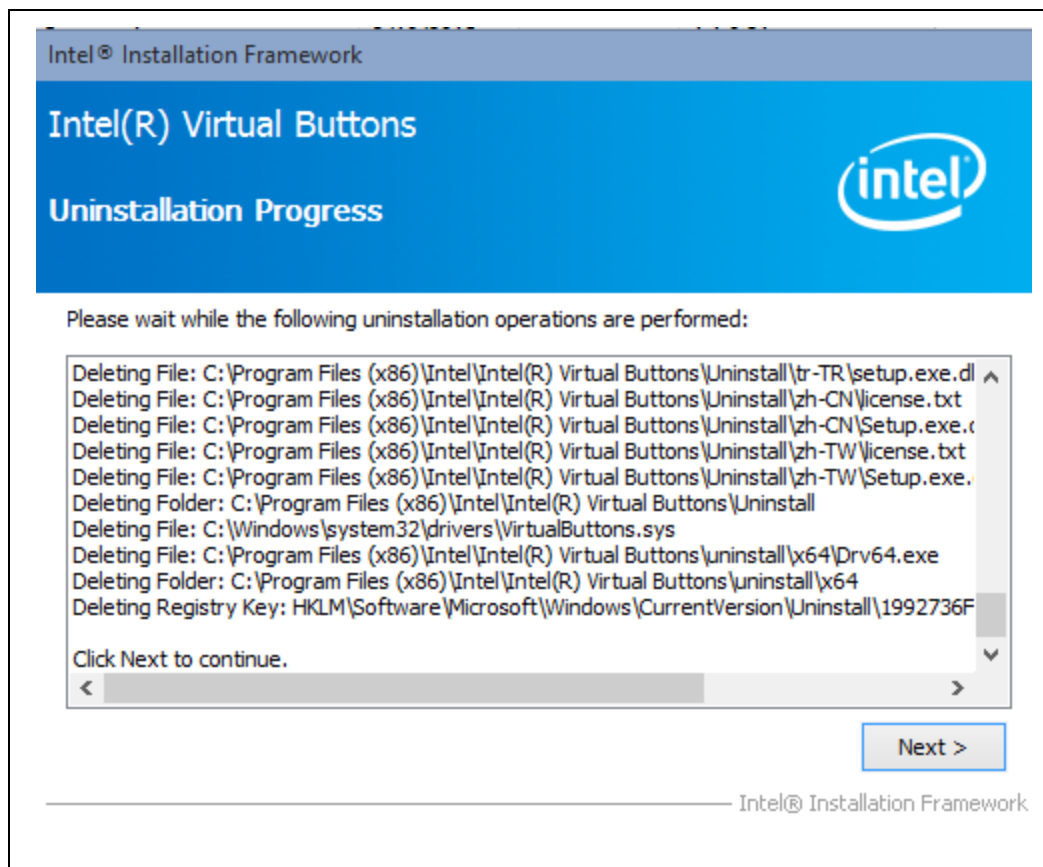 Intel® Installation Framework
Intel(R) Virtual Buttons
intel
Uninstallation Progress
Please wait while the following uninstallation operations are performed:
Deleting File: C:\Program Files (x86)\Intel\Intel(R) Virtual Buttons\Uninstall\tr-TR\setup.exe.dl
Deleting File: C:\Program Files (x86)\Intel\Intel(R) Virtual Buttons\Uninstall\zh-CN\license.txt
Deleting File: C:\Program Files (x86)\Intel\Intel(R) Virtual Buttons\Uninstall\zh-CN\Setup.exe.
Deleting File: C:\Program Files (x86)\Intel\Intel(R) Virtual Buttons\Uninstall\zh-TW\license.txt
Deleting File: C:\Program Files (x86)\Intel\Intel(R) Virtual Buttons\Uninstall\zh-TW\Setup.exe.
Deleting Folder: C:\Program Files (x86)\Intel\Intel(R) Virtual Buttons\Uninstall
Deleting File: C:\Windows\system32\drivers\VirtualButtons.sys
Deleting File: C:\Program Files (x86)\Intel\Intel(R) Virtual Buttons\uninstall\x64\Drv64.exe
Deleting Folder: C:\Program Files (x86)\Intel\Intel(R) Virtual Buttons\uninstall\x64
Deleting Registry Key: HKLM\Software\Microsoft\Windows\CurrentVersion\Uninstall\1992736F
Click Next to continue.
Next >
Intel® Installation Framework